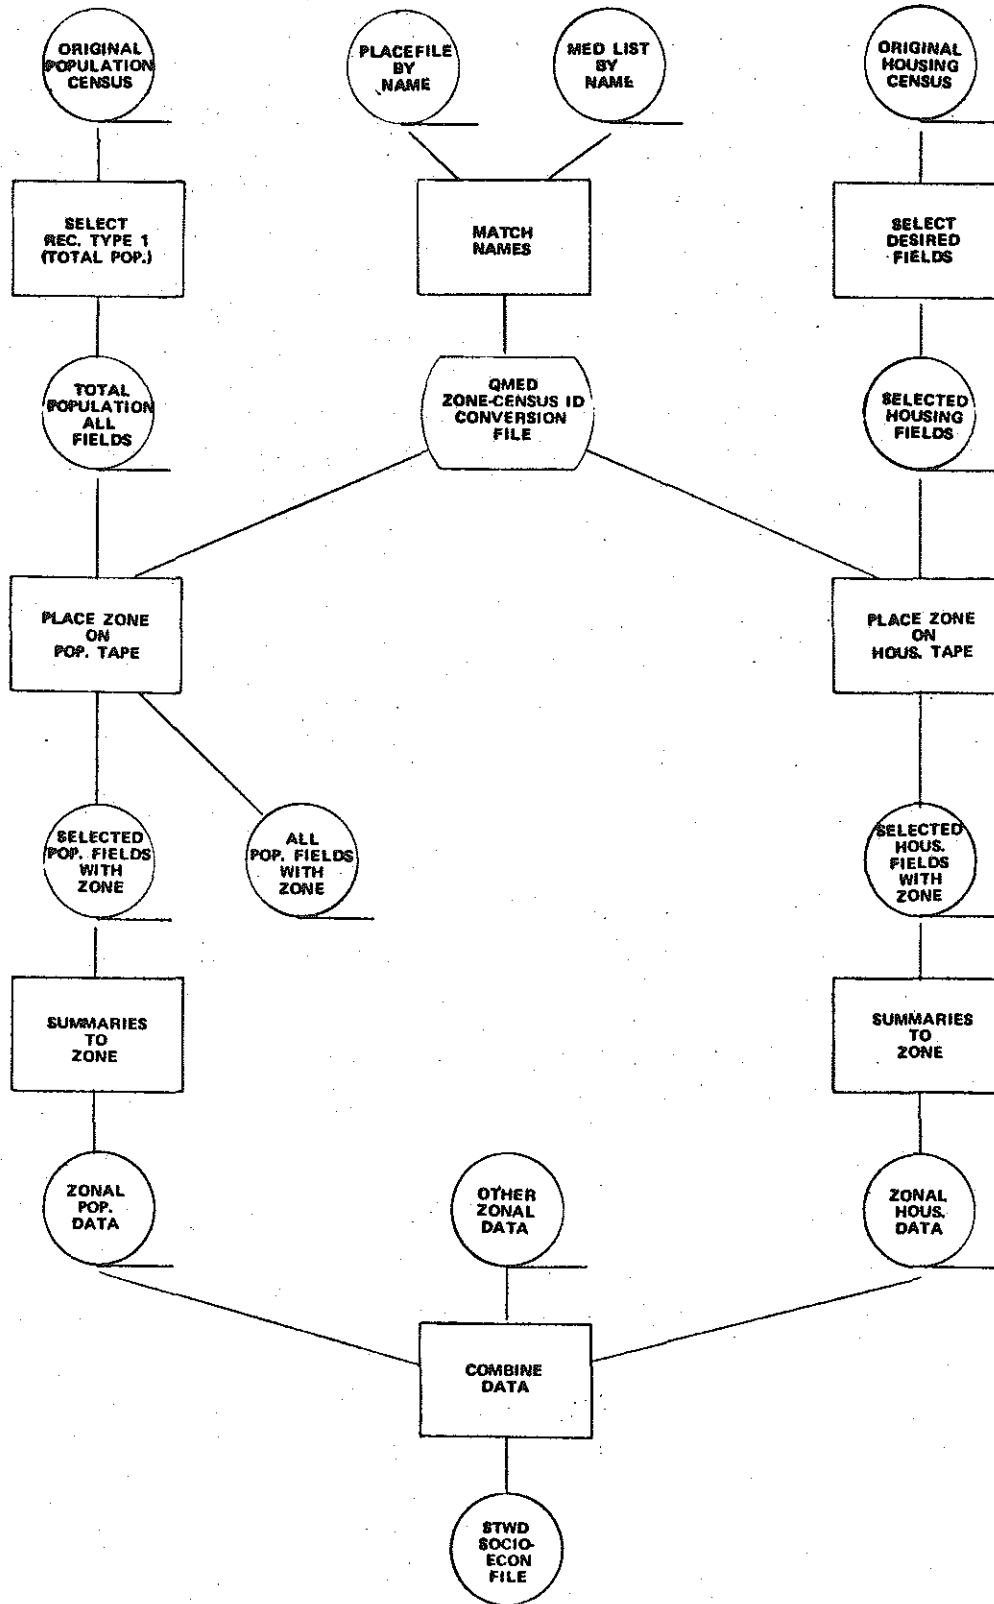 ORIGINAL
POPULATION
CENSUS
PLACEFILE
BY
NAME
MED LIST
BY
NAME
ORIGINAL
HOUSING
CENSUS
SELECT
REC. TYPE 1
(TOTAL POP.)
MATCH
NAMES
SELECT
DESIRED
FIELDS
TOTAL
POPULATION
ALL
FIELDS
QMED
ZONE-CENSUS ID
CONVERSION
FILE
SELECTED
HOUSING
FIELDS
PLACE ZONE
ON
POP. TAPE
PLACE ZONE
ON
HOUS. TAPE
SELECTED
POP. FIELDS
WITH
ZONE
ALL
POP. FIELDS
WITH
ZONE
SELECTED
HOUS.
FIELDS
WITH
ZONE
SUMMARIES
TO
ZONE
SUMMARIES
TO
ZONE
ZONAL
POP.
DATA
OTHER
ZONAL
DATA
ZONAL
HOUS.
DATA
COMBINE
DATA
STWD
SOCIO-
ECON
FILE